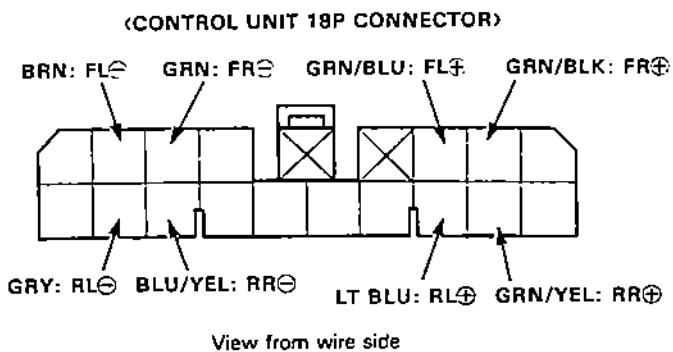 <CONTROL UNIT 18P CONNECTOR>
BRN: FL⊖ GRN: FR⊖ GRN/BLU: FL⊕ GRN/BLK: FR⊕
GRY: RL⊖ BLU/YEL: RR⊖ LT BLU: RL⊕ GRN/YEL: RR⊕
View from wire side